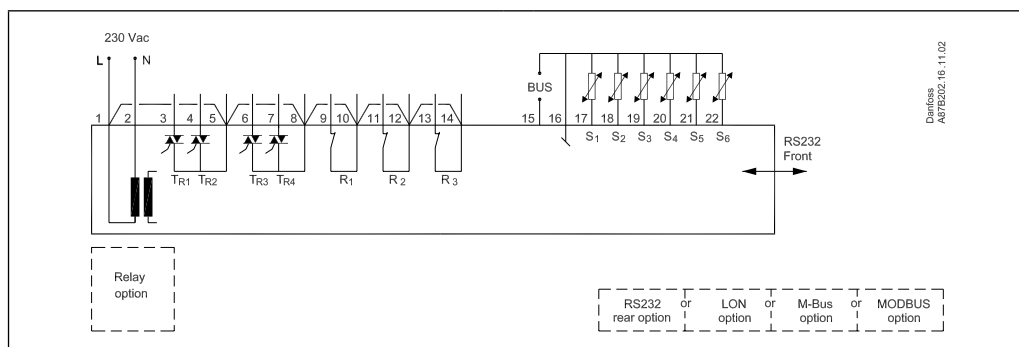 230 Vac
L N
BUS
1 2 3 4 5 6 7 8 9 10 11 12 13 14 15 16 17 18 19 20 21 22
TR1 TR2 TR3 TR4 R1 R2 R3
S1 S2 S3 S4 S5 S6
RS232
Front
Danfoss
A87B202.16 .11.02
Relay
option
RS232 or LON or M-Bus or MODBUS
rear option option option option